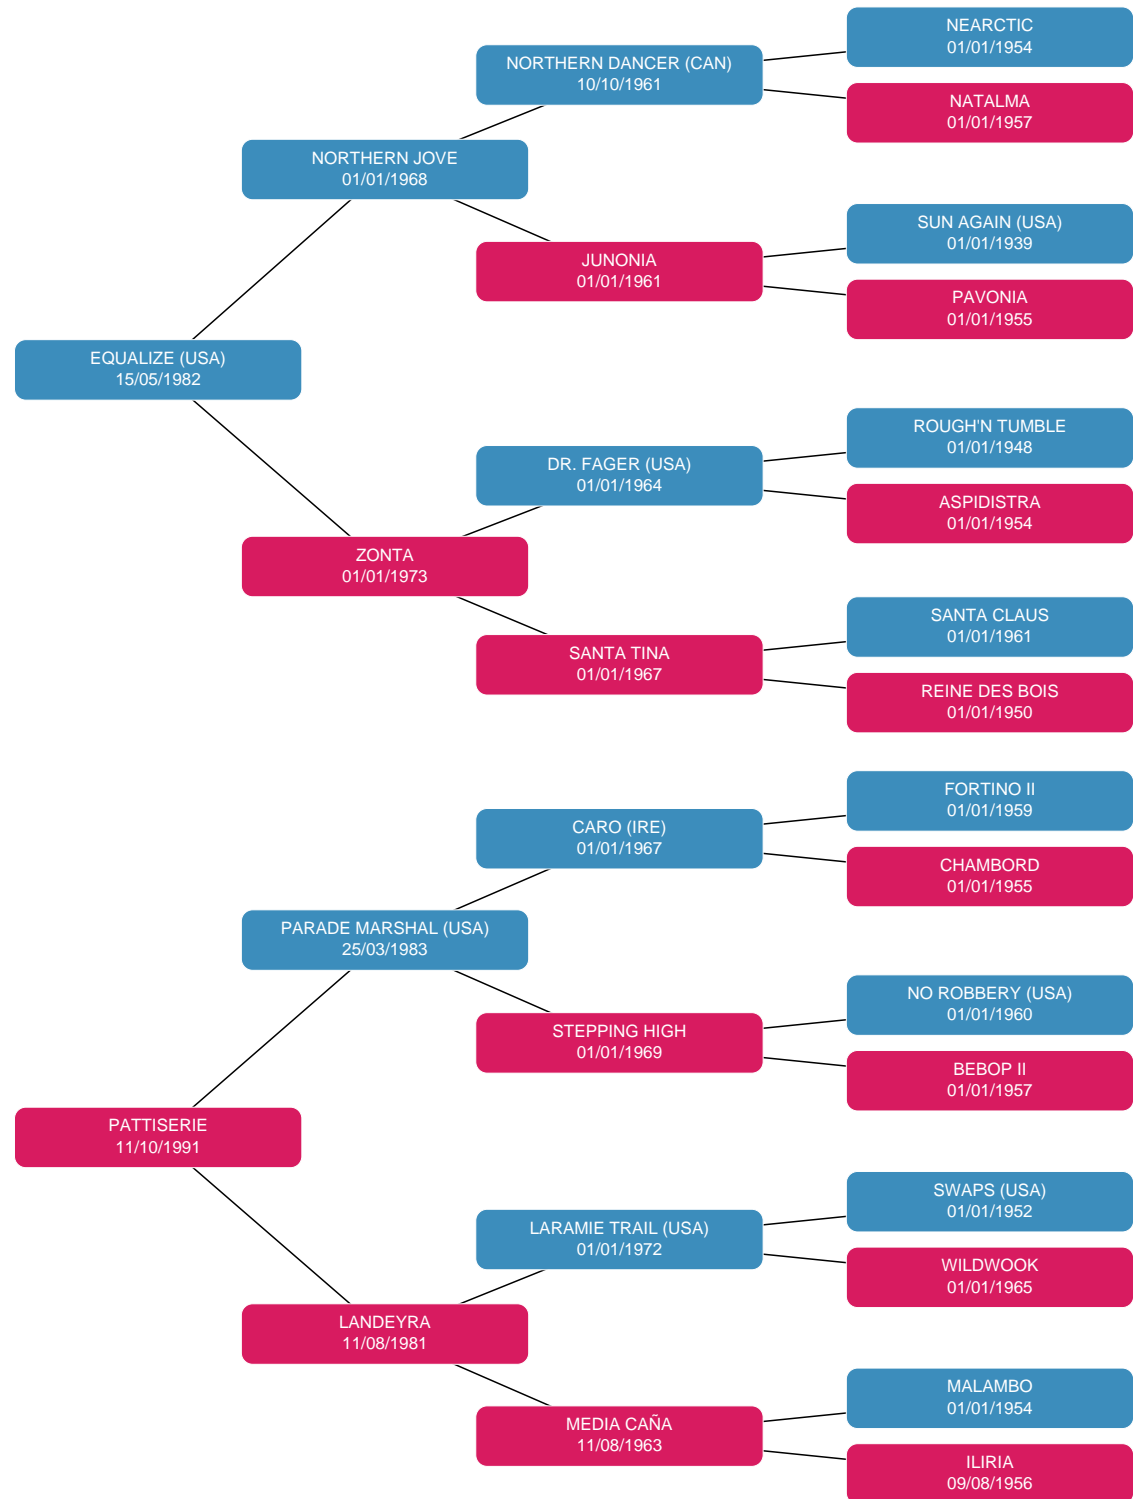 NEARCTIC
01/01/1954
NORTHERN DANCER (CAN)
10/10/1961
NATALMA
01/01/1957
NORTHERN JOVE
01/01/1968
SUN AGAIN (USA)
01/01/1939
JUNONIA
01/01/1961
PAVONIA
01/01/1955
EQUALIZE (USA)
15/05/1982
ROUGH'N TUMBLE
01/01/1948
DR. FAGER (USA)
01/01/1964
ASPIDISTRA
01/01/1954
ZONTA
01/01/1973
SANTA CLAUS
01/01/1961
SANTA TINA
01/01/1967
REINE DES BOIS
01/01/1950
FORTINO II
01/01/1959
CARO (IRE)
01/01/1967
CHAMBORD
01/01/1955
PARADE MARSHAL (USA)
25/03/1983
NO ROBBERY (USA)
01/01/1960
STEPPING HIGH
01/01/1969
BEBOP II
01/01/1957
PATTISERIE
11/10/1991
SWAPS (USA)
01/01/1952
LARAMIE TRAIL (USA)
01/01/1972
WILDWOOK
01/01/1965
LANDEYRA
11/08/1981
MALAMBO
01/01/1954
MEDIA CAÑA
11/08/1963
ILIRIA
09/08/1956